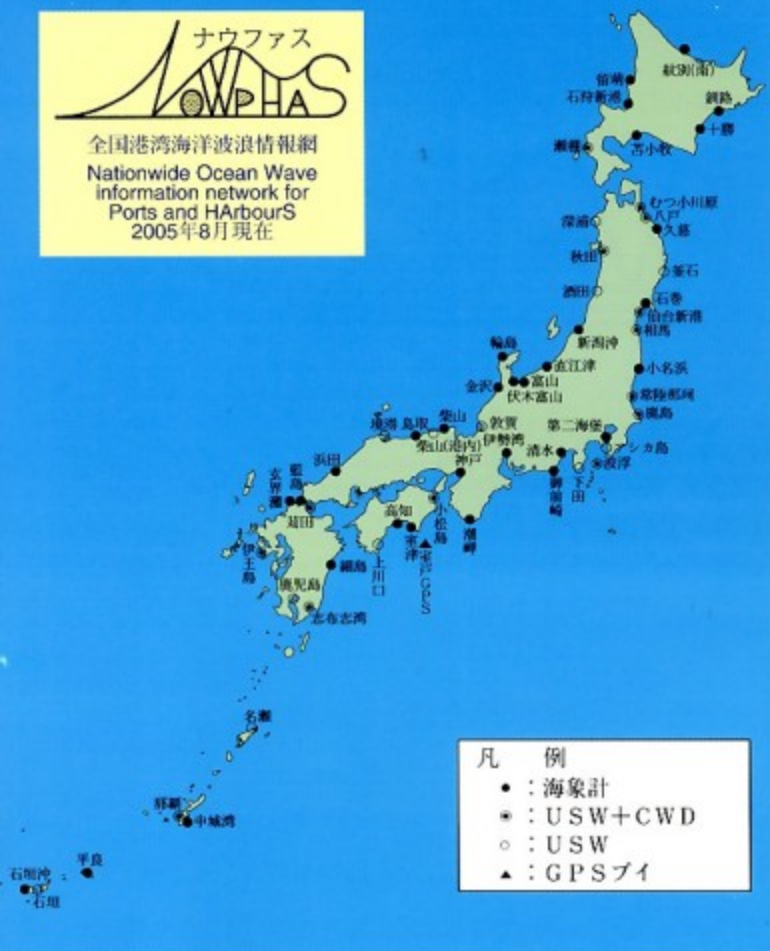 ナウファス
NOWPHAS
全国港湾海洋波浪情報網
Nationwide Ocean Wave
information network for
Ports and HArbourS
2005年8月現在
紋別(南)
留萌
石狩新港
釧路
十勝
瀬棚
苫小牧
むつ小川原
八戸
久慈
深浦
秋田
釜石
酒田
石巻
仙台新港
相馬
新潟沖
輪島
直江津
小名浜
金沢
富山
伏木富山
常陸那珂
鹿島
柴山
敦賀
第二海堡
境港
鳥取
柴山(港内)
伊勢湾
清水
アシカ島
神戸
波浮
浜田
下田
御前崎
玄界灘
藍島
苅田
高知
小松島
室津
潮岬
伊王島
上川口
室戸GPS
細島
鹿児島
志布志湾
名瀬
那覇
中城湾
平良
石垣沖
石垣
凡 例
● : 海象計
◉ : USW+CWD
○ : USW
▲ : GPSブイ